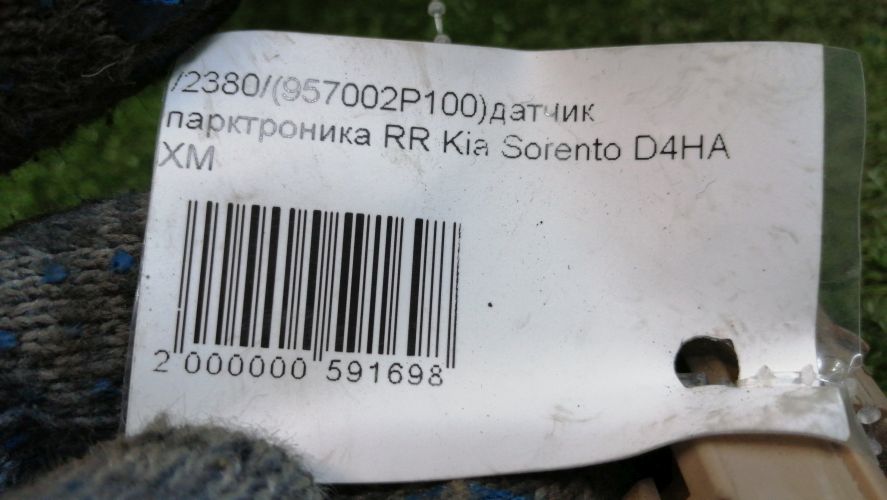 /2380/(957002P100)датчик
парктроника RR Kia Sorento D4HA
XM
2 000000 591698